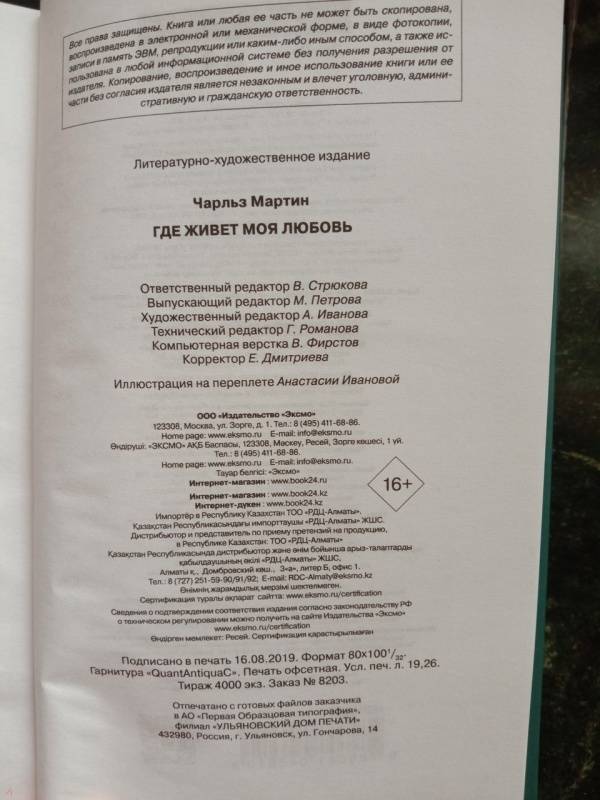 Все права защищены. Книга или любая ее часть не может быть скопирована,
воспроизведена в электронной или механической форме, в виде фотокопии,
записи в память ЭВМ, репродукции или каким-либо иным способом, а также ис-
пользована в любой информационной системе без получения разрешения от
издателя. Копирование, воспроизведение и иное использование книги или ее
части без согласия издателя является незаконным и влечет уголовную, админи-
стративную и гражданскую ответственность.
Литературно-художественное издание
Чарльз Мартин
ГДЕ ЖИВЕТ МОЯ ЛЮБОВЬ
Ответственный редактор В. Стрюкова
Выпускающий редактор М. Петрова
Художественный редактор А. Иванова
Технический редактор Г. Романова
Компьютерная верстка В. Фирстов
Корректор Е. Дмитриева
Иллюстрация на переплете Анастасии Ивановой
ООО «Издательство «Эксмо»
123308, Москва, ул. Зорге, д. 1. Тел.: 8 (495) 411-68-86.
Home page: www.eksmo.ru E-mail: info@eksmo.ru
Өндіруші: «ЭКСМО» АҚБ Баспасы, 123308, Мәскеу, Ресей, Зорге көшесі, 1 үй.
Тел.: 8 (495) 411-68-86.
Home page: www.eksmo.ru E-mail: info@eksmo.ru.
Тауар белгісі: «Эксмо»
Интернет-магазин : www.book24.ru
Интернет-магазин : www.book24.kz
Интернет-дүкен : www.book24.kz
Импортёр в Республику Казахстан ТОО «РДЦ-Алматы».
Қазақстан Республикасындағы импорттаушы «РДЦ-Алматы» ЖШС.
Дистрибьютор и представитель по приему претензий на продукцию,
в Республике Казахстан: ТОО «РДЦ-Алматы»
Қазақстан Республикасында дистрибьютор және өнім бойынша арыз-талаптарды
қабылдаушының өкілі «РДЦ-Алматы» ЖШС,
Алматы қ., Домбровский көш., 3«а», литер Б, офис 1.
Тел.: 8 (727) 251-59-90/91/92; E-mail: RDC-Almaty@eksmo.kz
Өнімнің жарамдылық мерзімі шектелмеген.
Сертификация туралы ақпарат сайтта: www.eksmo.ru/certification
Сведения о подтверждении соответствия издания согласно законодательству РФ
о техническом регулировании можно получить на сайте Издательства «Эксмо»
www.eksmo.ru/certification
Өндірген мемлекет: Ресей. Сертификация қарастырылмаған
16+
Подписано в печать 16.08.2019. Формат 80×100 1/32.
Гарнитура «QuantAntiquaC». Печать офсетная. Усл. печ. л. 19,26.
Тираж 4000 экз. Заказ № 8203.
Отпечатано с готовых файлов заказчика
в АО «Первая Образцовая типография»,
филиал «УЛЬЯНОВСКИЙ ДОМ ПЕЧАТИ»
432980, Россия, г. Ульяновск, ул. Гончарова, 14